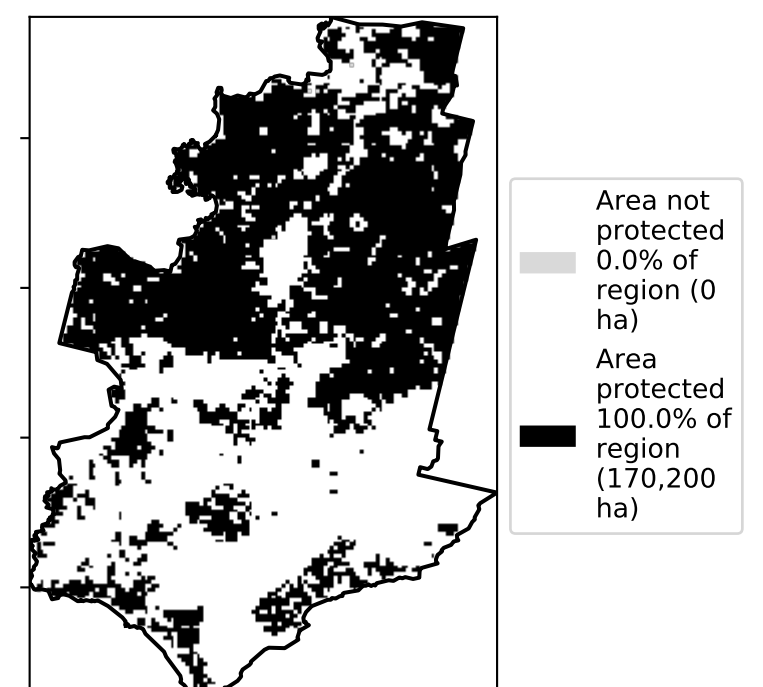 Area not
protected
0.0% of
region (0
ha)
Area
protected
100.0% of
region
(170,200
ha)